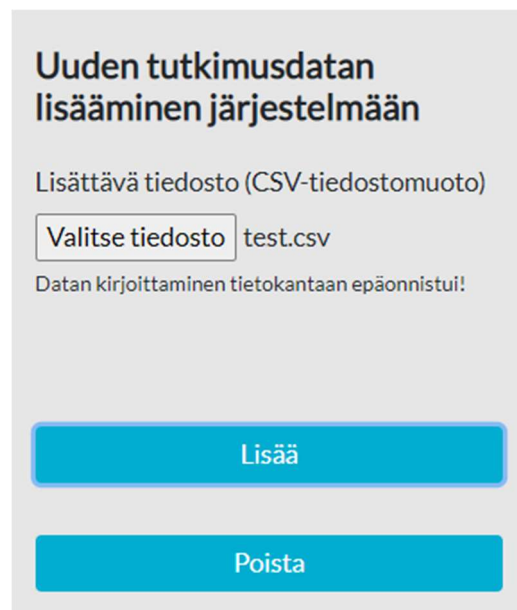 Uuden tutkimusdatan
lisääminen järjestelmään
Lisättävä tiedosto (CSV-tiedostomuoto)
Valitse tiedosto test.csv
Datan kirjoittaminen tietokantaan epäonnistui!
Lisää
Poista